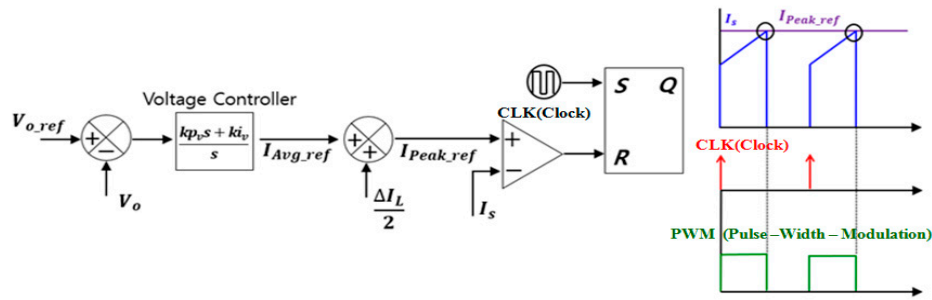 Voltage Controller
V_o_ref
+
−
V_o
kp_v s + ki_v
s
I_Avg_ref
+
+
ΔI_L
2
I_Peak_ref
CLK(Clock)
+
−
I_s
S Q
R
I_s I_Peak_ref
CLK(Clock)
PWM (Pulse –Width – Modulation)